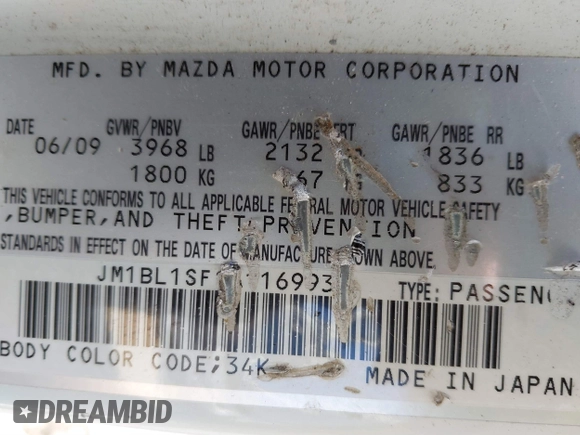 MFD. BY MAZDA MOTOR CORPORATION
DATE GVWR/PNBV GAWR/PNBE FRT GAWR/PNBE RR
06/09 3968 LB 2132 1836 LB
1800 KG 67 833 KG
THIS VEHICLE CONFORMS TO ALL APPLICABLE FEDERAL MOTOR VEHICLE SAFETY
,BUMPER,AND THEFT PREVENTION
STANDARDS IN EFFECT ON THE DATE OF MANUFACTURE SHOWN ABOVE.
JM1BL1SF 1699 TYPE: PASSEN
BODY COLOR CODE;34K MADE IN JAPAN
DREAMBID